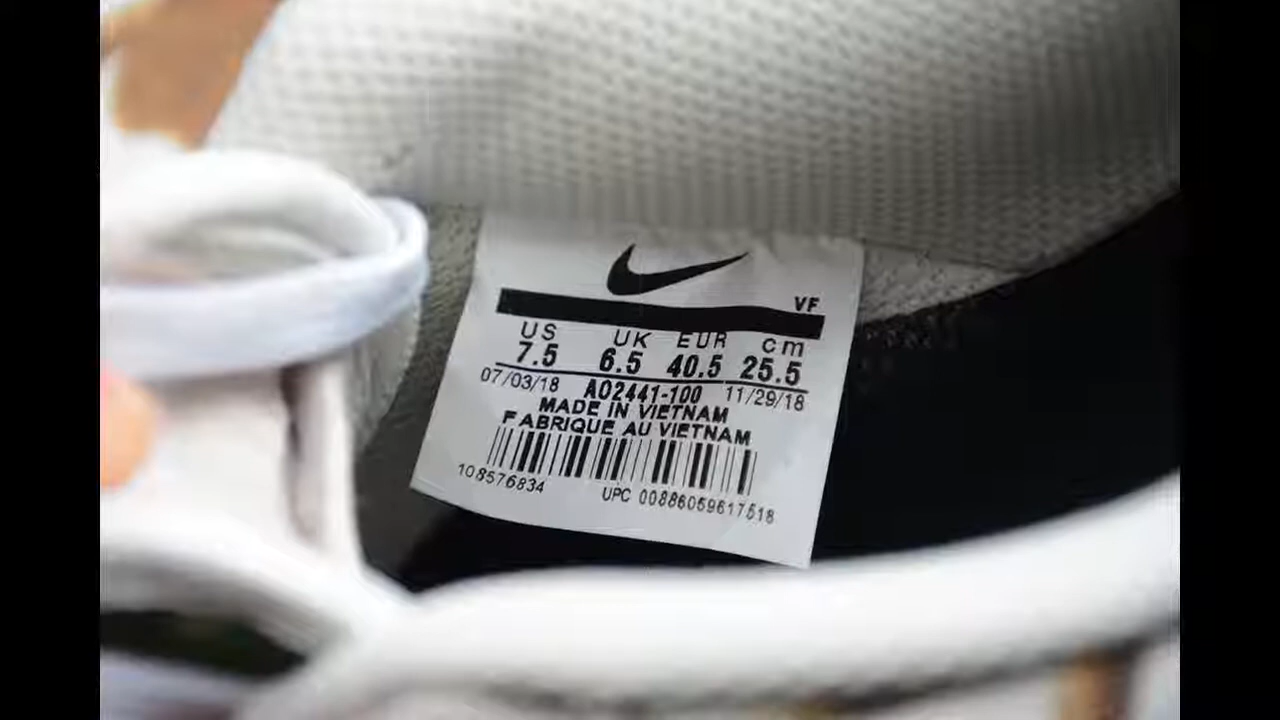 VF
US UK EUR cm
7.5 6.5 40.5 25.5
07/03/18 AO2441-100 11/29/18
MADE IN VIETNAM
FABRIQUE AU VIETNAM
108576834 UPC 00886059617518